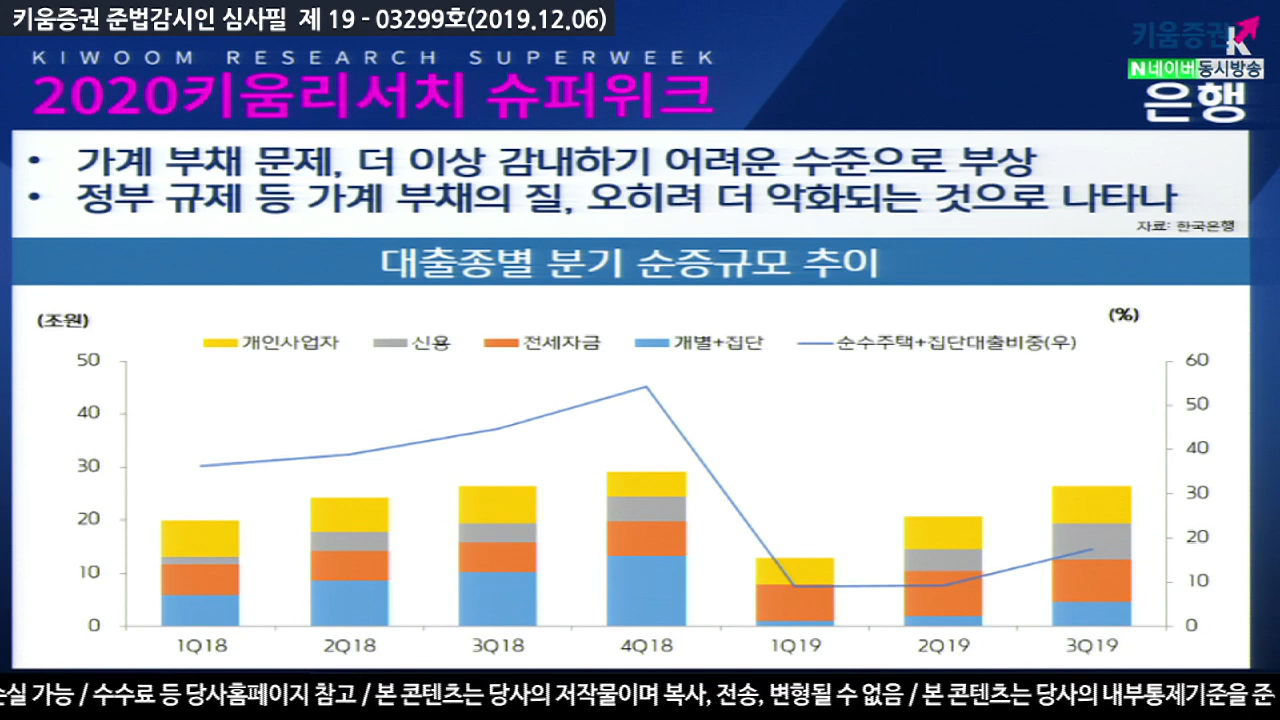 키움증권 준법감시인 심사필 제 19 - 03299호(2019.12.06)
키움증권
KIWOOM RESEARCH SUPERWEEK
N 네이버 동시방송
2020키움리서치 슈퍼위크
은행
• 가계 부채 문제, 더 이상 감내하기 어려운 수준으로 부상
• 정부 규제 등 가계 부채의 질, 오히려 더 악화되는 것으로 나타나
자료: 한국은행
대출종별 분기 순증규모 추이
(조원) (%)
개인사업자 신용 전세자금 개별+집단 순수주택+집단대출비중(우)
50 60
40 50
30 40
20 30
10 20
0 10
0
1Q18 2Q18 3Q18 4Q18 1Q19 2Q19 3Q19
손실 가능 / 수수료 등 당사홈페이지 참고 / 본 콘텐츠는 당사의 저작물이며 복사, 전송, 변형될 수 없음 / 본 콘텐츠는 당사의 내부통제기준을 준